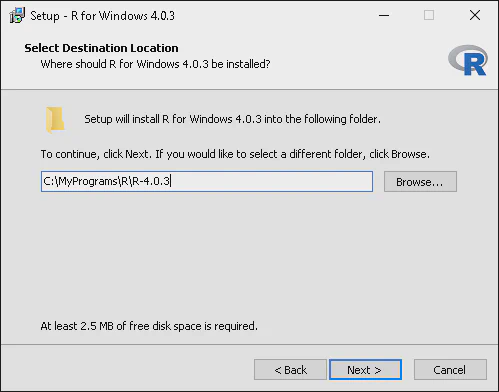 Setup - R for Windows 4.0.3
Select Destination Location
Where should R for Windows 4.0.3 be installed?
R
Setup will install R for Windows 4.0.3 into the following folder.
To continue, click Next. If you would like to select a different folder, click Browse.
C:\MyPrograms\R\R-4.0.3
Browse...
At least 2.5 MB of free disk space is required.
< Back
Next >
Cancel